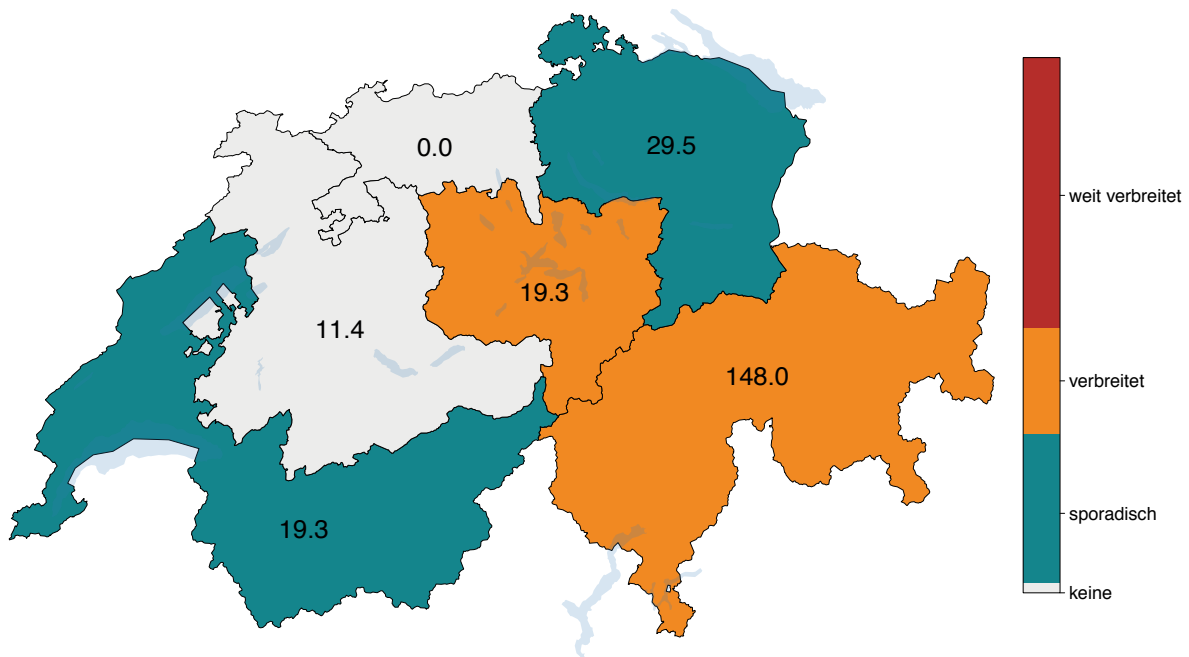 0.0
29.5
19.3
11.4
148.0
19.3
weit verbreitet
verbreitet
sporadisch
keine